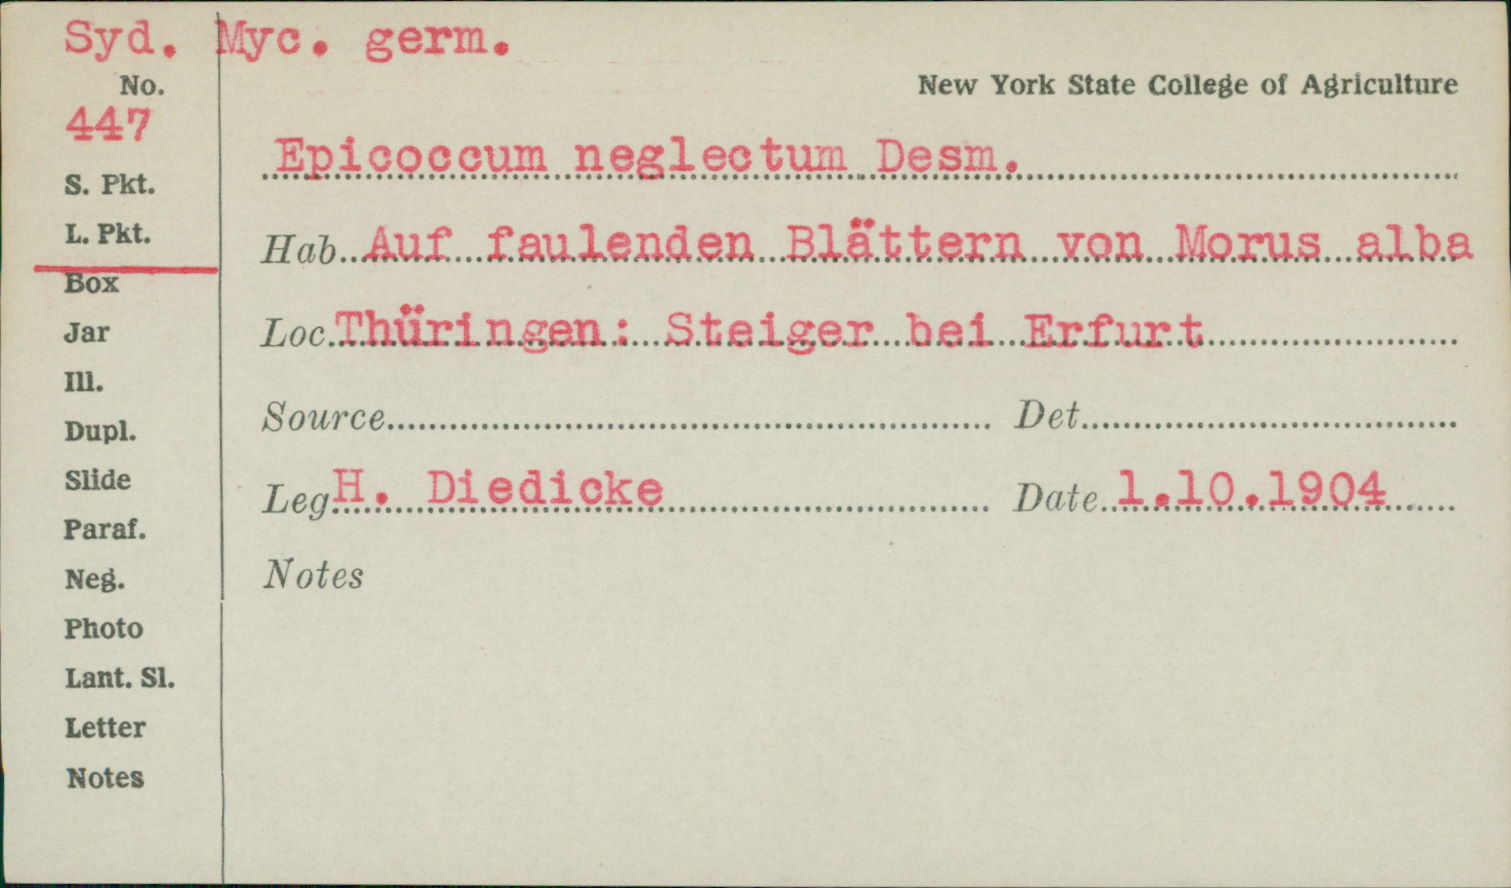 Syd. Myc. germ.
No.
447
New York State College of Agriculture
Epicoccum neglectum Desm.
S. Pkt.
L. Pkt.
Hab. Auf faulenden Blättern von Morus alba
Box
Loc. Thüringen: Steiger bei Erfurt
Jar
Ill.
Source
Det.
Dupl.
Slide
Leg. H. Diedicke
Date 1.10.1904
Paraf.
Neg.
Notes
Photo
Lant. Sl.
Letter
Notes